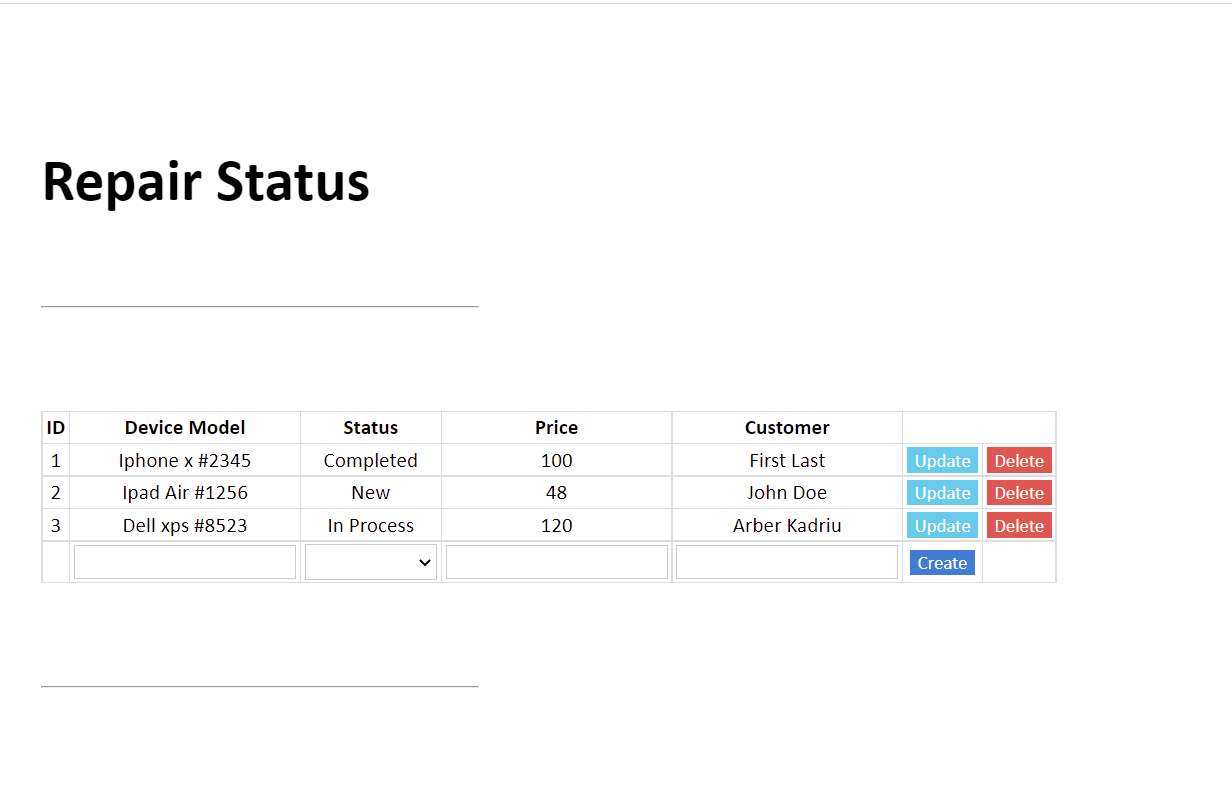 Repair Status
ID Device Model Status Price Customer
1 Iphone x #2345 Completed 100 First Last Update Delete
2 Ipad Air #1256 New 48 John Doe Update Delete
3 Dell xps #8523 In Process 120 Arber Kadriu Update Delete
Create